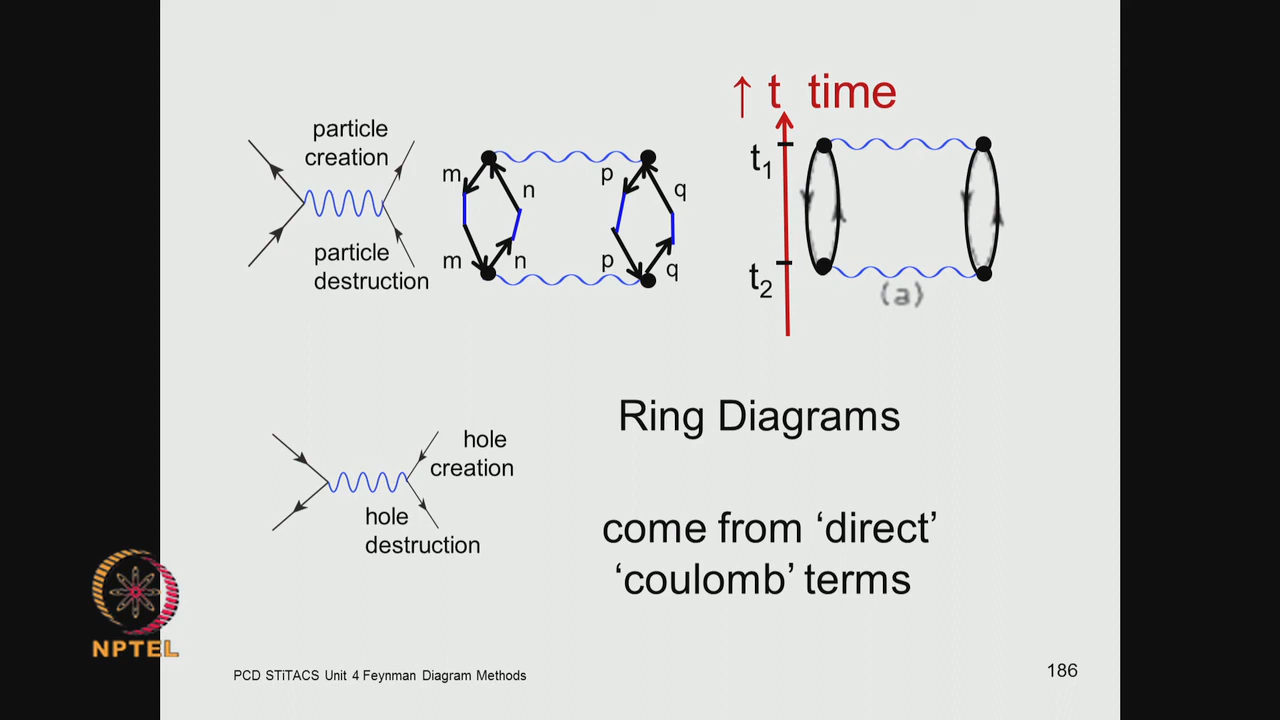 ↑ t time
particle
creation
particle
destruction
m
n
p
q
m
n
p
q
t1
t2
(a)
Ring Diagrams
hole
creation
hole
destruction
come from ‘direct’
‘coulomb’ terms
NPTEL
PCD STiTACS Unit 4 Feynman Diagram Methods
186